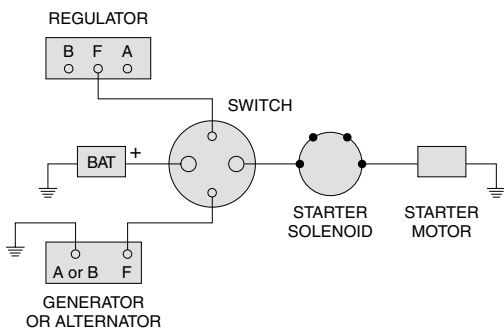 REGULATOR
B F A
SWITCH
BAT +
STARTER
SOLENOID
STARTER
MOTOR
A or B F
GENERATOR
OR ALTERNATOR